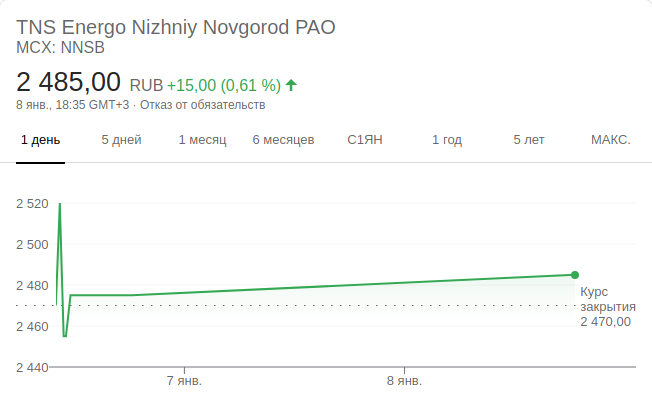 TNS Energo Nizhniy Novgorod PAO
MCX: NNSB
2 485,00 RUB +15,00 (0,61 %)
8 янв., 18:35 GMT+3 · Отказ от обязательств
1 день 5 дней 1 месяц 6 месяцев С1ЯН 1 год 5 лет МАКС.
2 520
2 500
2 480
2 460
2 440
Курс
закрытия
2 470,00
7 янв. 8 янв.